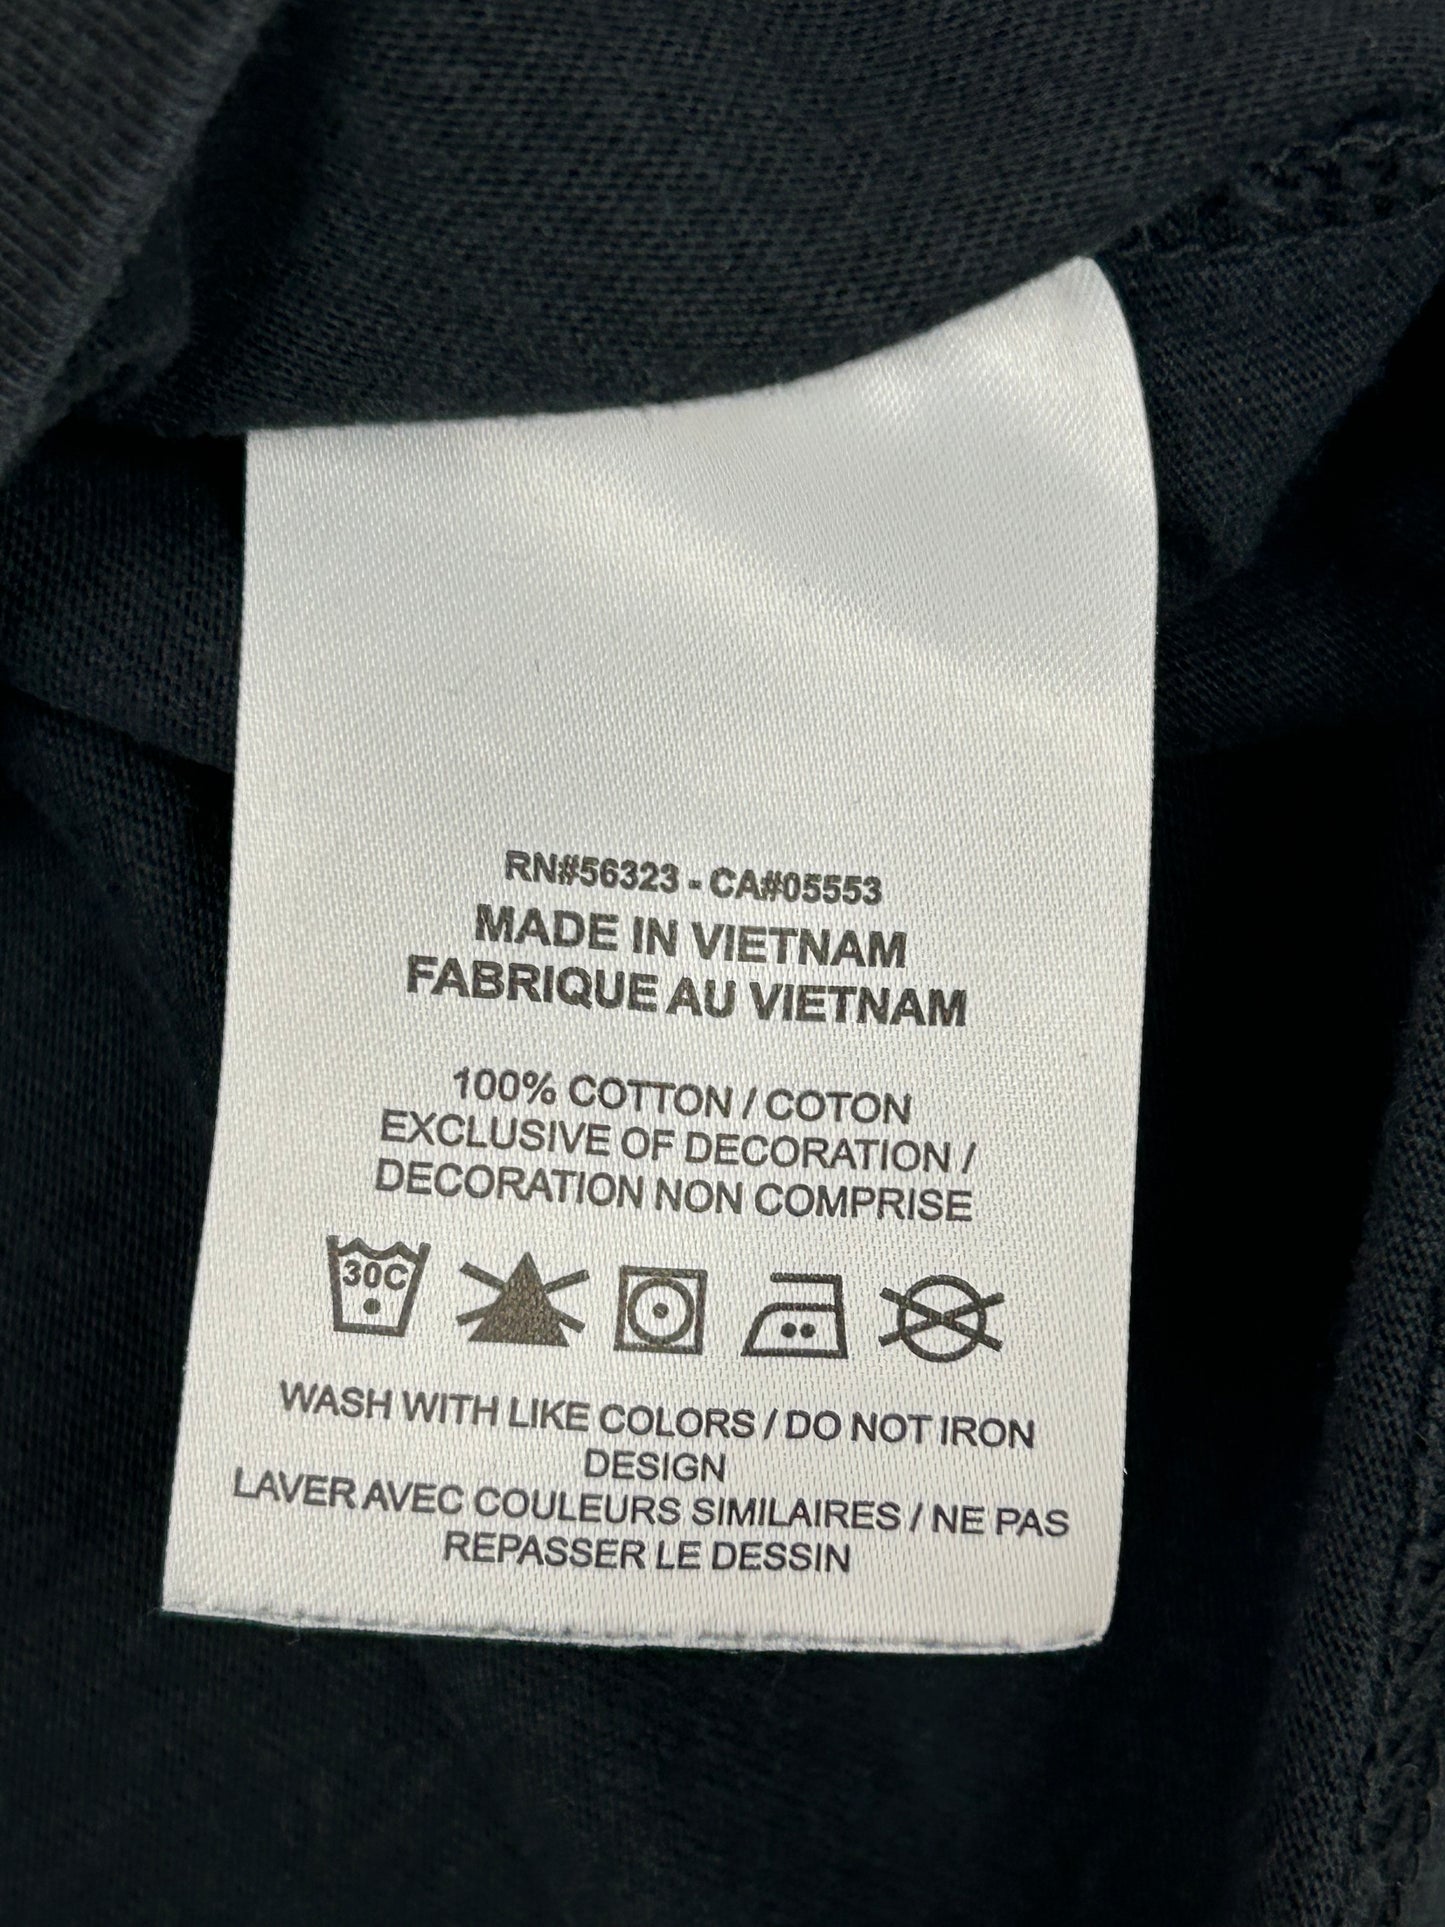 RN#56323 - CA#05553
MADE IN VIETNAM
FABRIQUE AU VIETNAM
100% COTTON / COTON
EXCLUSIVE OF DECORATION /
DECORATION NON COMPRISE
30C
WASH WITH LIKE COLORS / DO NOT IRON
DESIGN
LAVER AVEC COULEURS SIMILAIRES / NE PAS
REPASSER LE DESSIN